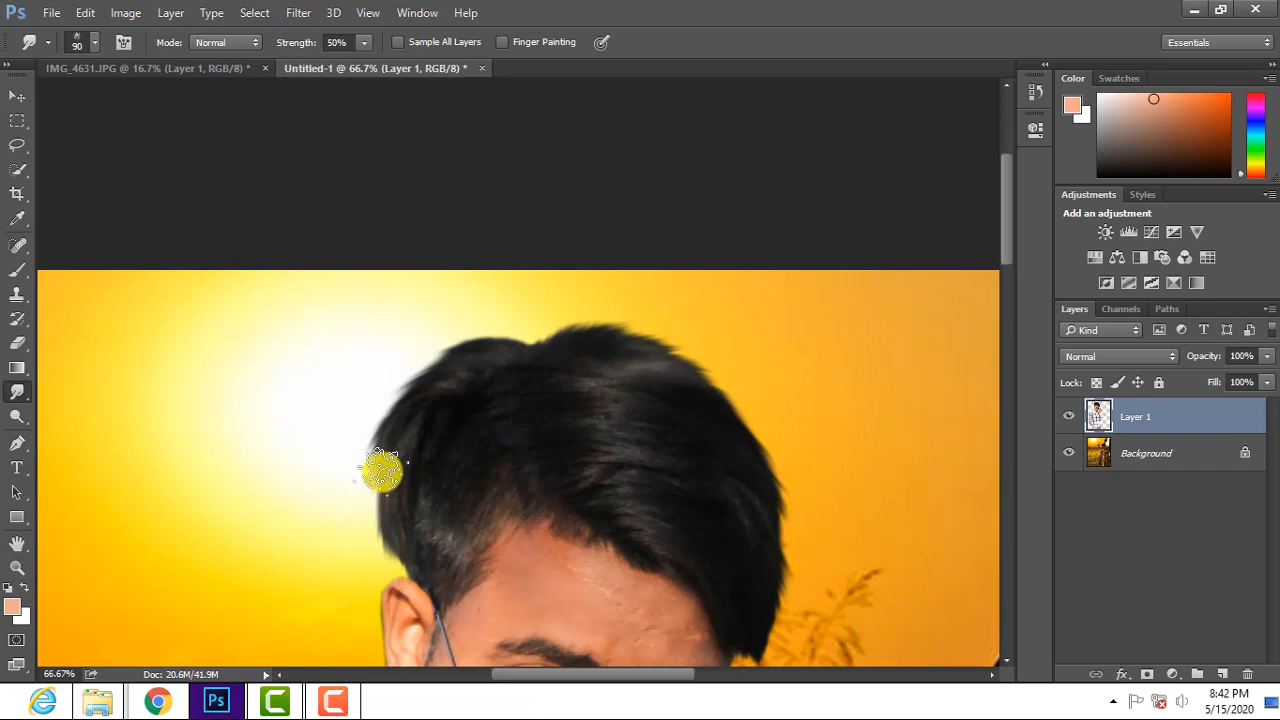 Ps File Edit Image Layer Type Select Filter 3D View Window Help
90 Mode: Normal Strength: 50% Sample All Layers Finger Painting Essentials
IMG_4631.JPG @ 16.7% (Layer 1, RGB/8) * × Untitled-1 @ 66.7% (Layer 1, RGB/8) * ×
Color Swatches
Adjustments Styles
Add an adjustment
Layers Channels Paths
Kind
Normal Opacity: 100%
Lock: Fill: 100%
Layer 1
Background
66.67% Doc: 20.6M/41.9M
Ps
8:42 PM
5/15/2020